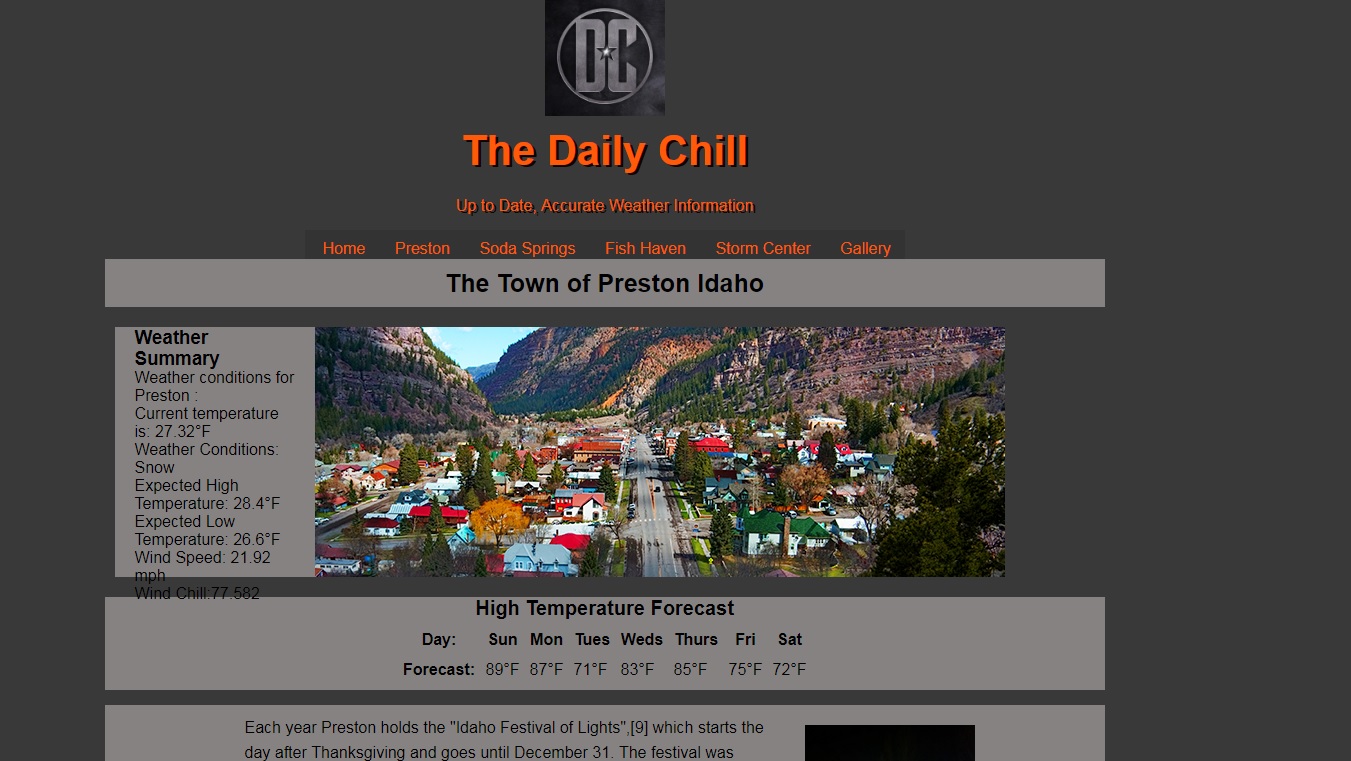 DC
The Daily Chill
Up to Date, Accurate Weather Information
Home Preston Soda Springs Fish Haven Storm Center Gallery
The Town of Preston Idaho
Weather
Summary
Weather conditions for
Preston :
Current temperature
is: 27.32°F
Weather Conditions:
Snow
Expected High
Temperature: 28.4°F
Expected Low
Temperature: 26.6°F
Wind Speed: 21.92
mph
Wind Chill:77.582
High Temperature Forecast
Day: Sun Mon Tues Weds Thurs Fri Sat
Forecast: 89°F 87°F 71°F 83°F 85°F 75°F 72°F
Each year Preston holds the "Idaho Festival of Lights",[9] which starts the
day after Thanksgiving and goes until December 31. The festival was